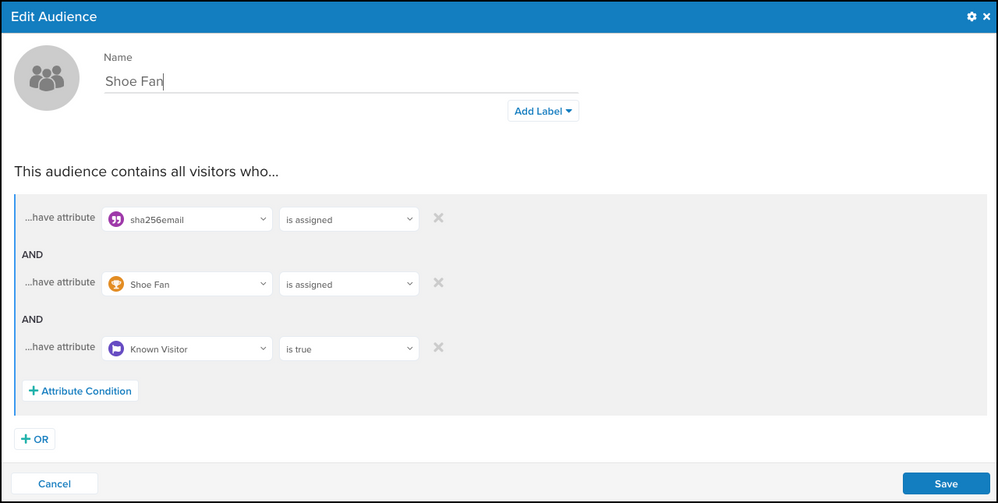 Edit Audience
Name
Shoe Fan
Add Label
This audience contains all visitors who...
...have attribute sha256email is assigned
AND
...have attribute Shoe Fan is assigned
AND
...have attribute Known Visitor is true
+ Attribute Condition
+ OR
Cancel Save